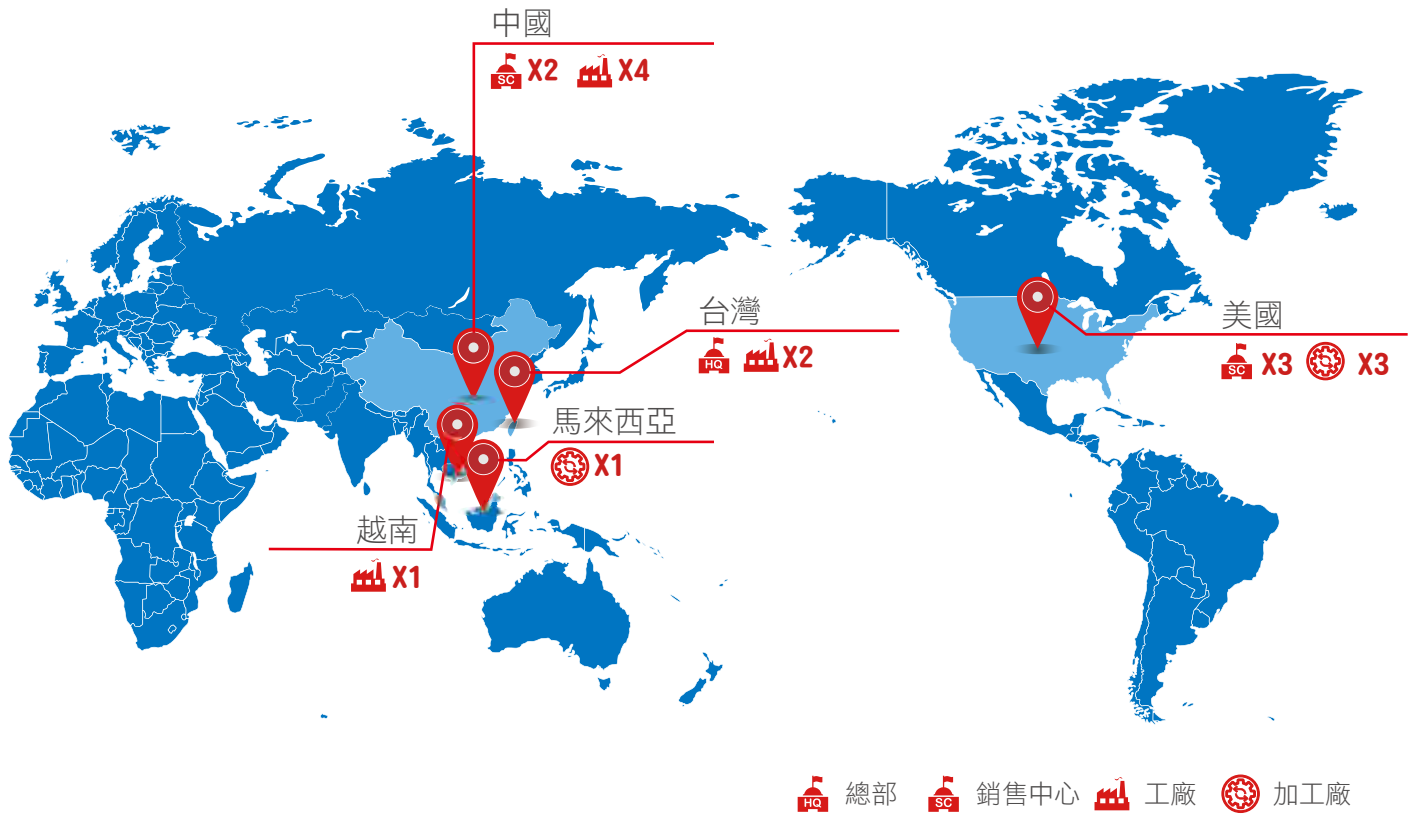 中國
SC X2 X4
台灣
HQ X2
美國
SC X3 X3
馬來西亞
X1
越南
X1
HQ 總部 SC 銷售中心 工廠 加工廠